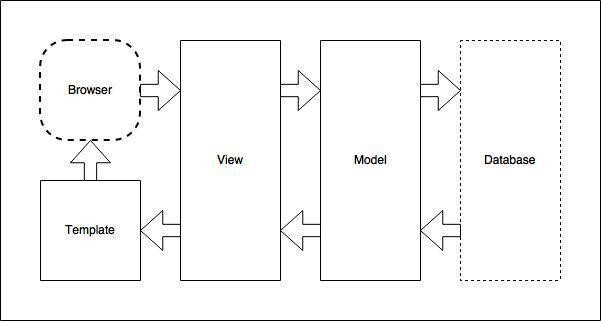 Browser
View
Model
Database
Template